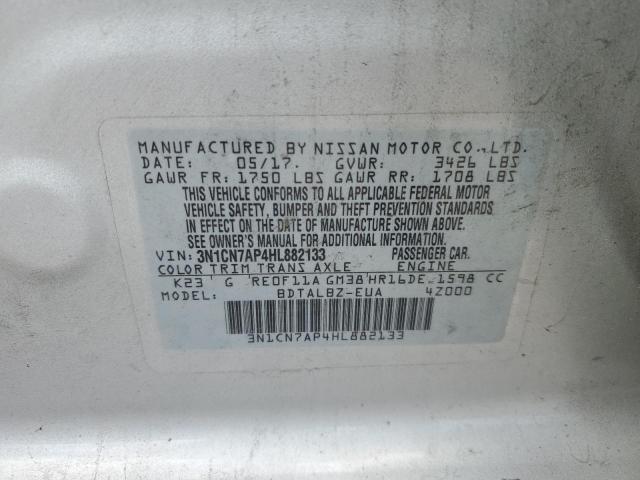 MANUFACTURED BY NISSAN MOTOR CO., LTD.
DATE: 05/17. GVWR: 3426 LBS
GAWR FR: 1750 LBS GAWR RR: 1708 LBS
THIS VEHICLE CONFORMS TO ALL APPLICABLE FEDERAL MOTOR
VEHICLE SAFETY, BUMPER AND THEFT PREVENTION STANDARDS
IN EFFECT ON THE DATE OF MANUFACTURE SHOWN ABOVE.
SEE OWNER'S MANUAL FOR ADDITIONAL INFORMATION.
VIN: 3N1CN7AP4HL882133 PASSENGER CAR.
COLOR TRIM TRANS AXLE ENGINE
K23 G RE0F11A GM38 HR16DE 1598 CC
MODEL: BDTALBZ-EUA 4Z000
3N1CN7AP4HL882133